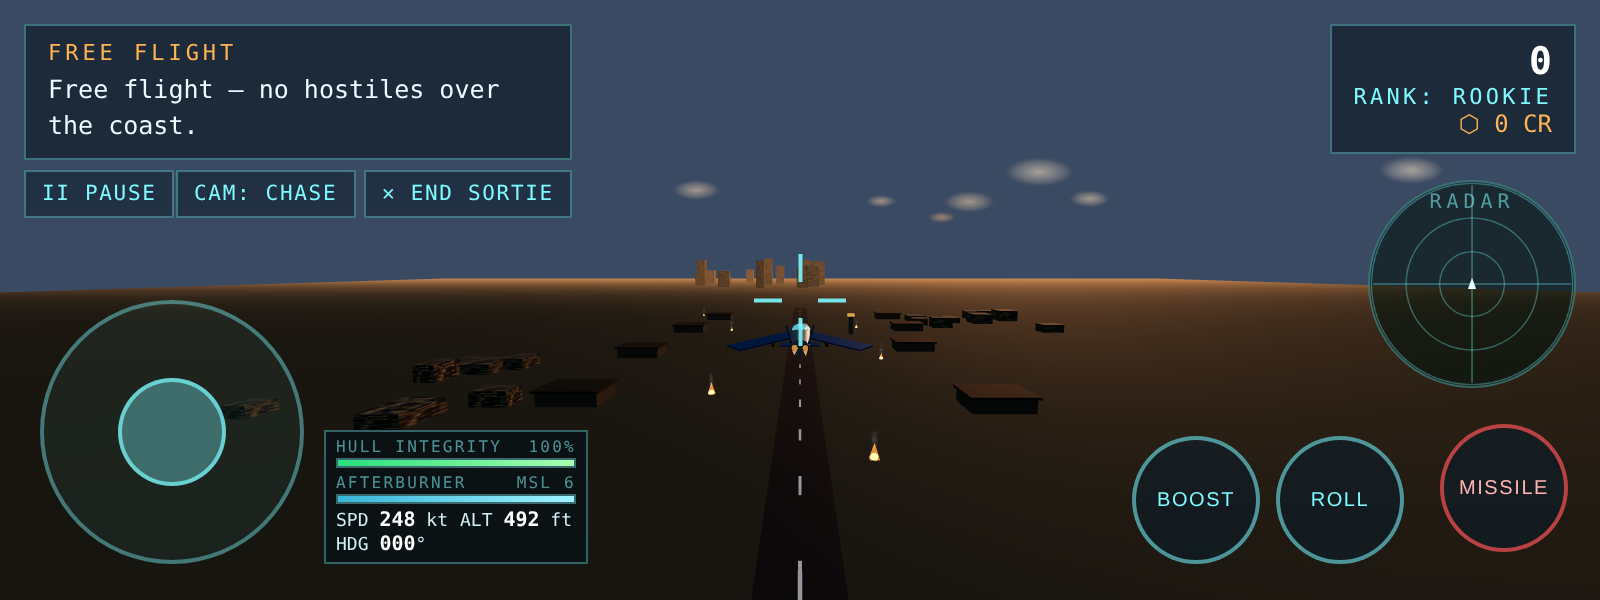 FREE FLIGHT
Free flight — no hostiles over
the coast.
II PAUSE
CAM: CHASE
× END SORTIE
0
RANK: ROOKIE
⬡ 0 CR
RADAR
HULL INTEGRITY 100%
AFTERBURNER MSL 6
SPD 248 kt ALT 492 ft
HDG 000°
BOOST
ROLL
MISSILE